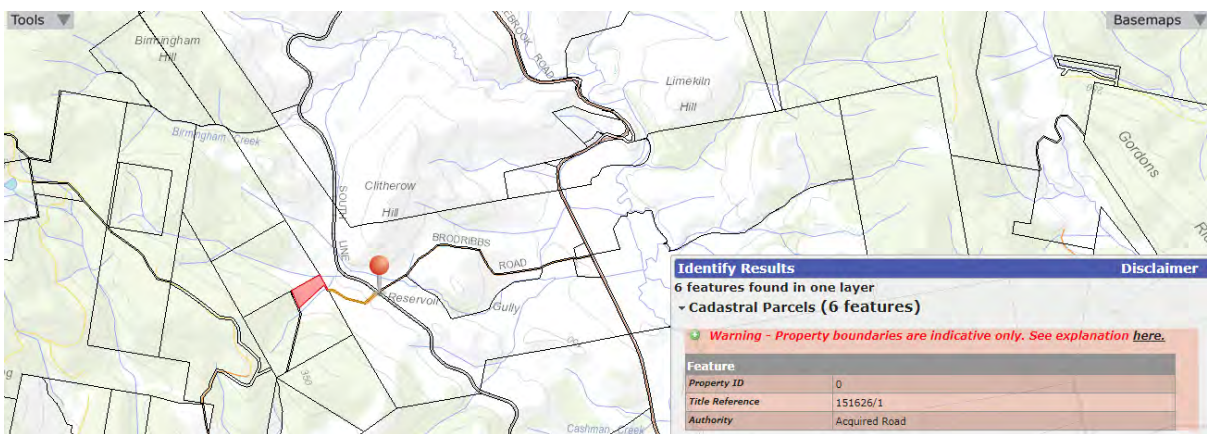 Tools
Basemaps
Birmingham
Hill
EBROOK ROAD
Limekiln
Hill
Birmingham Creek
Gordons
Clitherow
Hill
SOUTH LINE
BRODRIBBS
ROAD
Reservoir
Gully
350
Cashman Creek
Identify Results
Disclaimer
6 features found in one layer
Cadastral Parcels (6 features)
Warning - Property boundaries are indicative only. See explanation here.
Feature
Property ID 0
Title Reference 151626/1
Authority Acquired Road